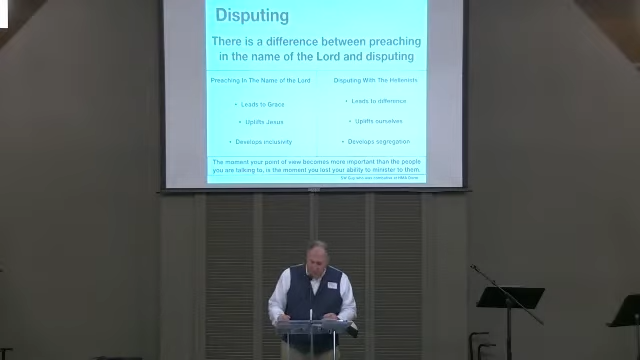 Disputing
There is a difference between preaching
in the name of the Lord and disputing
Preaching In The Name of the Lord
• Leads to Grace
• Uplifts Jesus
• Develops inclusivity
Disputing With The Hellenists
• Leads to difference
• Uplifts ourselves
• Develops segregation
The moment your point of view becomes more important than the people
you are talking to, is the moment you lost your ability to minister to them.